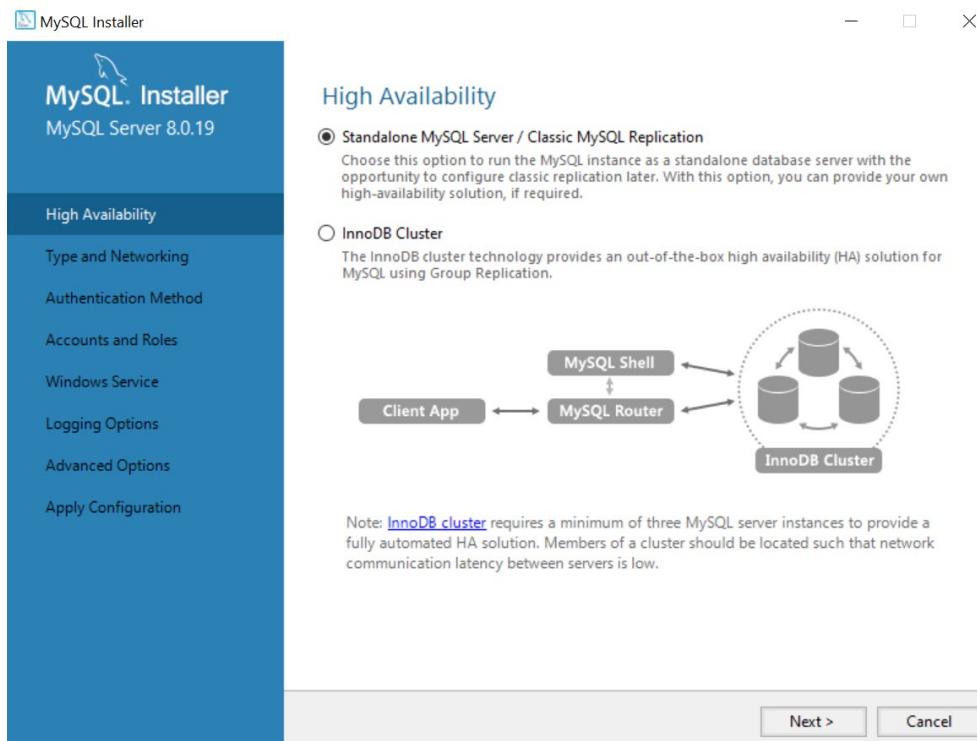 MySQL Installer
MySQL. Installer
MySQL Server 8.0.19
High Availability
Type and Networking
Authentication Method
Accounts and Roles
Windows Service
Logging Options
Advanced Options
Apply Configuration
High Availability
Standalone MySQL Server / Classic MySQL Replication
Choose this option to run the MySQL instance as a standalone database server with the
opportunity to configure classic replication later. With this option, you can provide your own
high-availability solution, if required.
InnoDB Cluster
The InnoDB cluster technology provides an out-of-the-box high availability (HA) solution for
MySQL using Group Replication.
MySQL Shell
Client App
MySQL Router
InnoDB Cluster
Note: InnoDB cluster requires a minimum of three MySQL server instances to provide a
fully automated HA solution. Members of a cluster should be located such that network
communication latency between servers is low.
Next >
Cancel